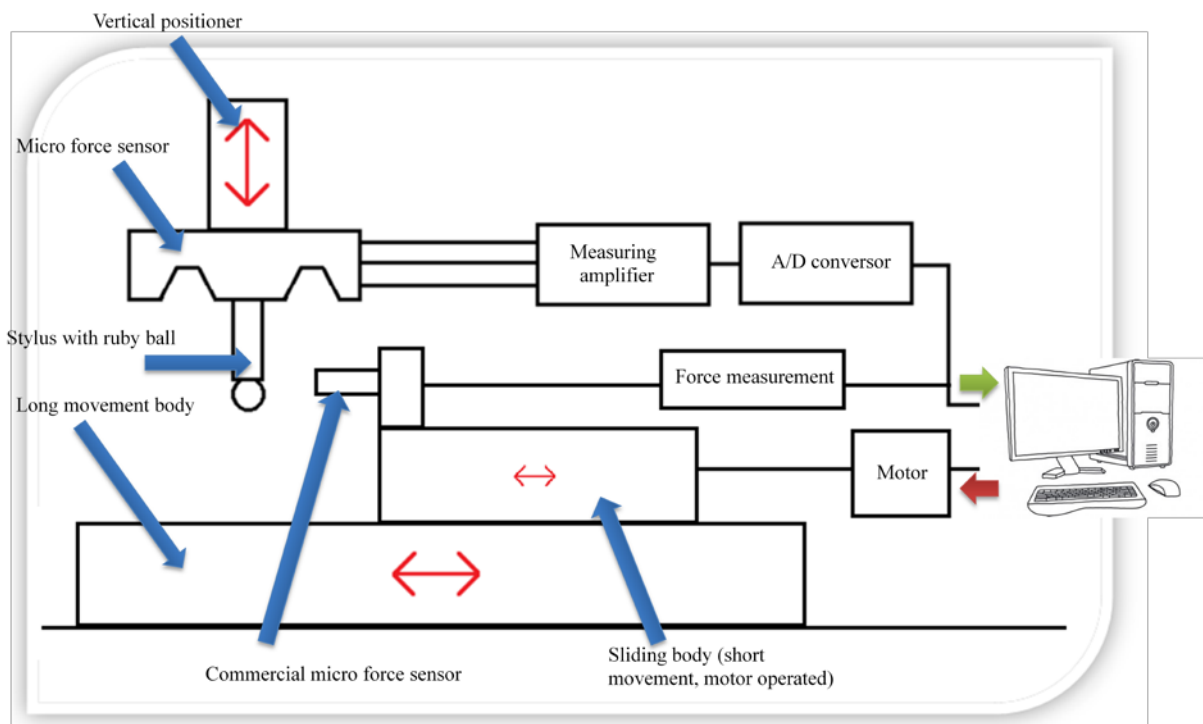 Vertical positioner
Micro force sensor
Measuring
amplifier
A/D conversor
Stylus with ruby ball
Force measurement
Long movement body
Motor
Commercial micro force sensor
Sliding body (short
movement, motor operated)